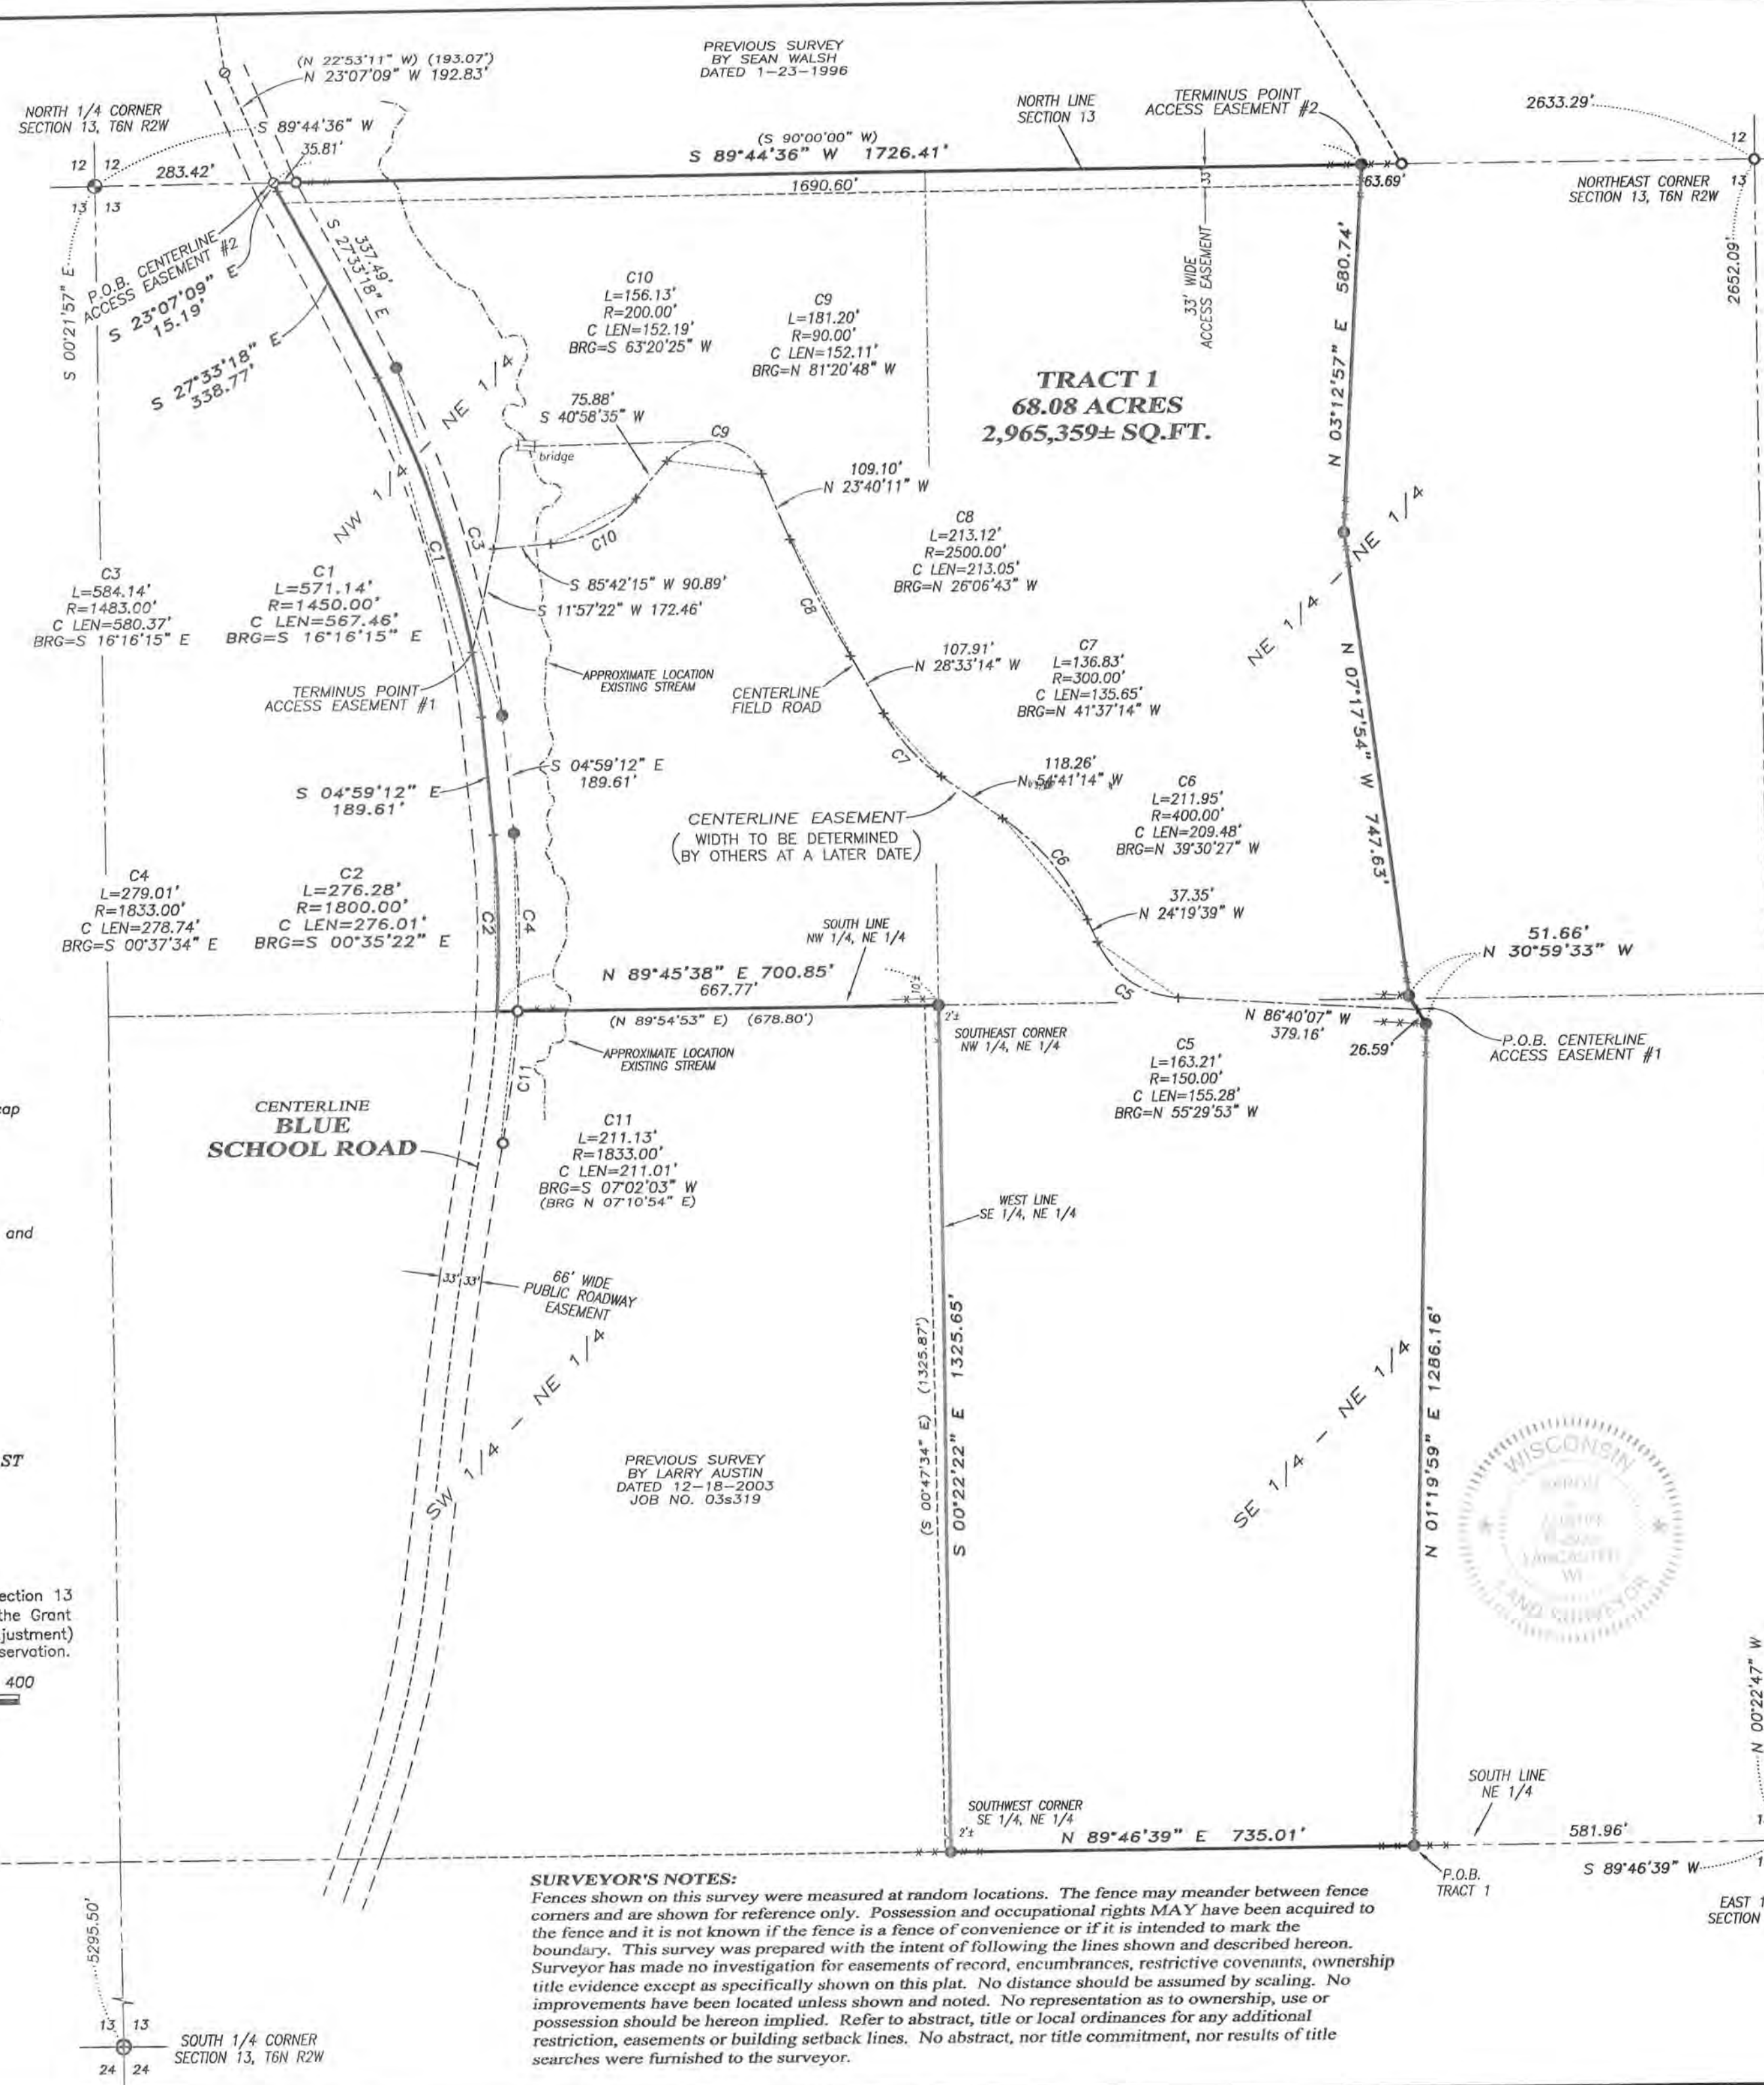 PREVIOUS SURVEY
BY SEAN WALSH
DATED 1-23-1996
(N 22°53'11" W) (193.07')
N 23°07'09" W 192.83'
NORTH 1/4 CORNER
SECTION 13, T6N R2W
S 89°44'36" W
35.81'
12 12
13 13
283.42'
NORTH LINE
SECTION 13
TERMINUS POINT
ACCESS EASEMENT #2
2633.29'
(S 90°00'00" W)
S 89°44'36" W 1726.41'
1690.60'
33'
63.69'
12
13
NORTHEAST CORNER
SECTION 13, T6N R2W
2652.09'
S 00°21'57" E
P.O.B. CENTERLINE
ACCESS EASEMENT #2
S 23°07'09" E
15.19'
S 27°33'18" E
338.77'
337.49'
S 27°33'18" E
33' WIDE
ACCESS EASEMENT
N 03°12'57" E 580.74'
C10
L=156.13'
R=200.00'
C LEN=152.19'
BRG=S 63°20'25" W
C9
L=181.20'
R=90.00'
C LEN=152.11'
BRG=N 81°20'48" W
TRACT 1
68.08 ACRES
2,965,359± SQ.FT.
NW 1/4 - NE 1/4
75.88'
S 40°58'35" W
C9
bridge
109.10'
N 23°40'11" W
C1
C3
C10
C8
L=213.12'
R=2500.00'
C LEN=213.05'
BRG=N 26°06'43" W
NE 1/4 - NE 1/4
C3
L=584.14'
R=1483.00'
C LEN=580.37'
BRG=S 16°16'15" E
C1
L=571.14'
R=1450.00'
C LEN=567.46'
BRG=S 16°16'15" E
S 85°42'15" W 90.89'
S 11°57'22" W 172.46'
C8
TERMINUS POINT
ACCESS EASEMENT #1
APPROXIMATE LOCATION
EXISTING STREAM
CENTERLINE
FIELD ROAD
107.91'
N 28°33'14" W
C7
L=136.83'
R=300.00'
C LEN=135.65'
BRG=N 41°37'14" W
N 07°17'54" W 747.63'
C7
S 04°59'12" E
189.61'
S 04°59'12" E
189.61'
118.26'
N 54°41'14" W
CENTERLINE EASEMENT
(WIDTH TO BE DETERMINED
BY OTHERS AT A LATER DATE)
C6
C6
L=211.95'
R=400.00'
C LEN=209.48'
BRG=N 39°30'27" W
C4
L=279.01'
R=1833.00'
C LEN=278.74'
BRG=S 00°37'34" E
C2
L=276.28'
R=1800.00'
C LEN=276.01'
BRG=S 00°35'22" E
C2
C4
SOUTH LINE
NW 1/4, NE 1/4
37.35'
N 24°19'39" W
51.66'
N 30°59'33" W
N 89°45'38" E 700.85'
667.77'
10'±
C5
(N 89°54'53" E) (678.80')
2'±
SOUTHEAST CORNER
NW 1/4, NE 1/4
N 86°40'07" W
379.16'
26.59'
P.O.B. CENTERLINE
ACCESS EASEMENT #1
APPROXIMATE LOCATION
EXISTING STREAM
C11
C5
L=163.21'
R=150.00'
C LEN=155.28'
BRG=N 55°29'53" W
cap
CENTERLINE
BLUE
SCHOOL ROAD
C11
L=211.13'
R=1833.00'
C LEN=211.01'
BRG=S 07°02'03" W
(BRG N 07°10'54" E)
WEST LINE
SE 1/4, NE 1/4
and
33' 33'
66' WIDE
PUBLIC ROADWAY
EASEMENT
(S 00°47'34" E) (1325.87')
S 00°22'22" E 1325.65'
N 01°19'59" E 1286.16'
SW 1/4 - NE 1/4
SE 1/4 - NE 1/4
PREVIOUS SURVEY
BY LARRY AUSTIN
DATED 12-18-2003
JOB NO. 03s319
ST
WISCONSIN
LANCASTER
WI
LAND SURVEYOR
ection 13
the Grant
justment)
servation.
400
N 00°22'47" W
SOUTHWEST CORNER
SE 1/4, NE 1/4
2'±
N 89°46'39" E 735.01'
SOUTH LINE
NE 1/4
581.96'
S 89°46'39" W
P.O.B.
TRACT 1
EAST 1
SECTION
5295.50'
13 13
24 24
SOUTH 1/4 CORNER
SECTION 13, T6N R2W
SURVEYOR'S NOTES:
Fences shown on this survey were measured at random locations. The fence may meander between fence
corners and are shown for reference only. Possession and occupational rights MAY have been acquired to
the fence and it is not known if the fence is a fence of convenience or if it is intended to mark the
boundary. This survey was prepared with the intent of following the lines shown and described hereon.
Surveyor has made no investigation for easements of record, encumbrances, restrictive covenants, ownership
title evidence except as specifically shown on this plat. No distance should be assumed by scaling. No
improvements have been located unless shown and noted. No representation as to ownership, use or
possession should be hereon implied. Refer to abstract, title or local ordinances for any additional
restriction, easements or building setback lines. No abstract, nor title commitment, nor results of title
searches were furnished to the surveyor.